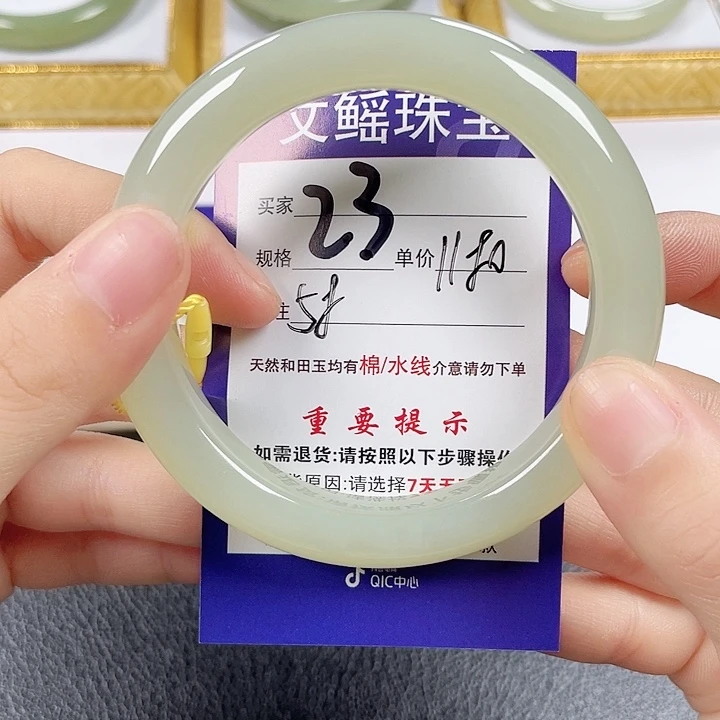 文鳐珠宝
买家 23
规格 单价
注 58
天然和田玉均有棉/水线介意请勿下单
重要提示
如需退货:请按照以下步骤操作
货原因:请选择7天无
款
QIC中心